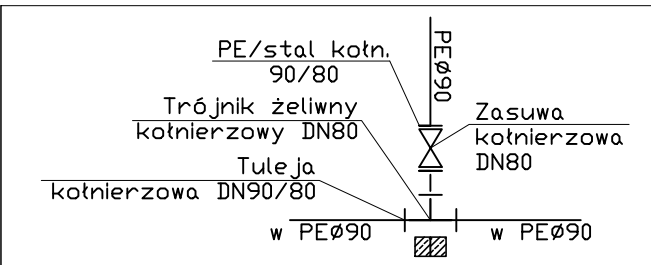 PE/stal kołn.
90/80
PEø90
Trójnik żeliwny
kołnierzowy DN80
Zasuwa
kołnierzowa
DN80
Tuleja
kołnierzowa DN90/80
w PEø90
w PEø90